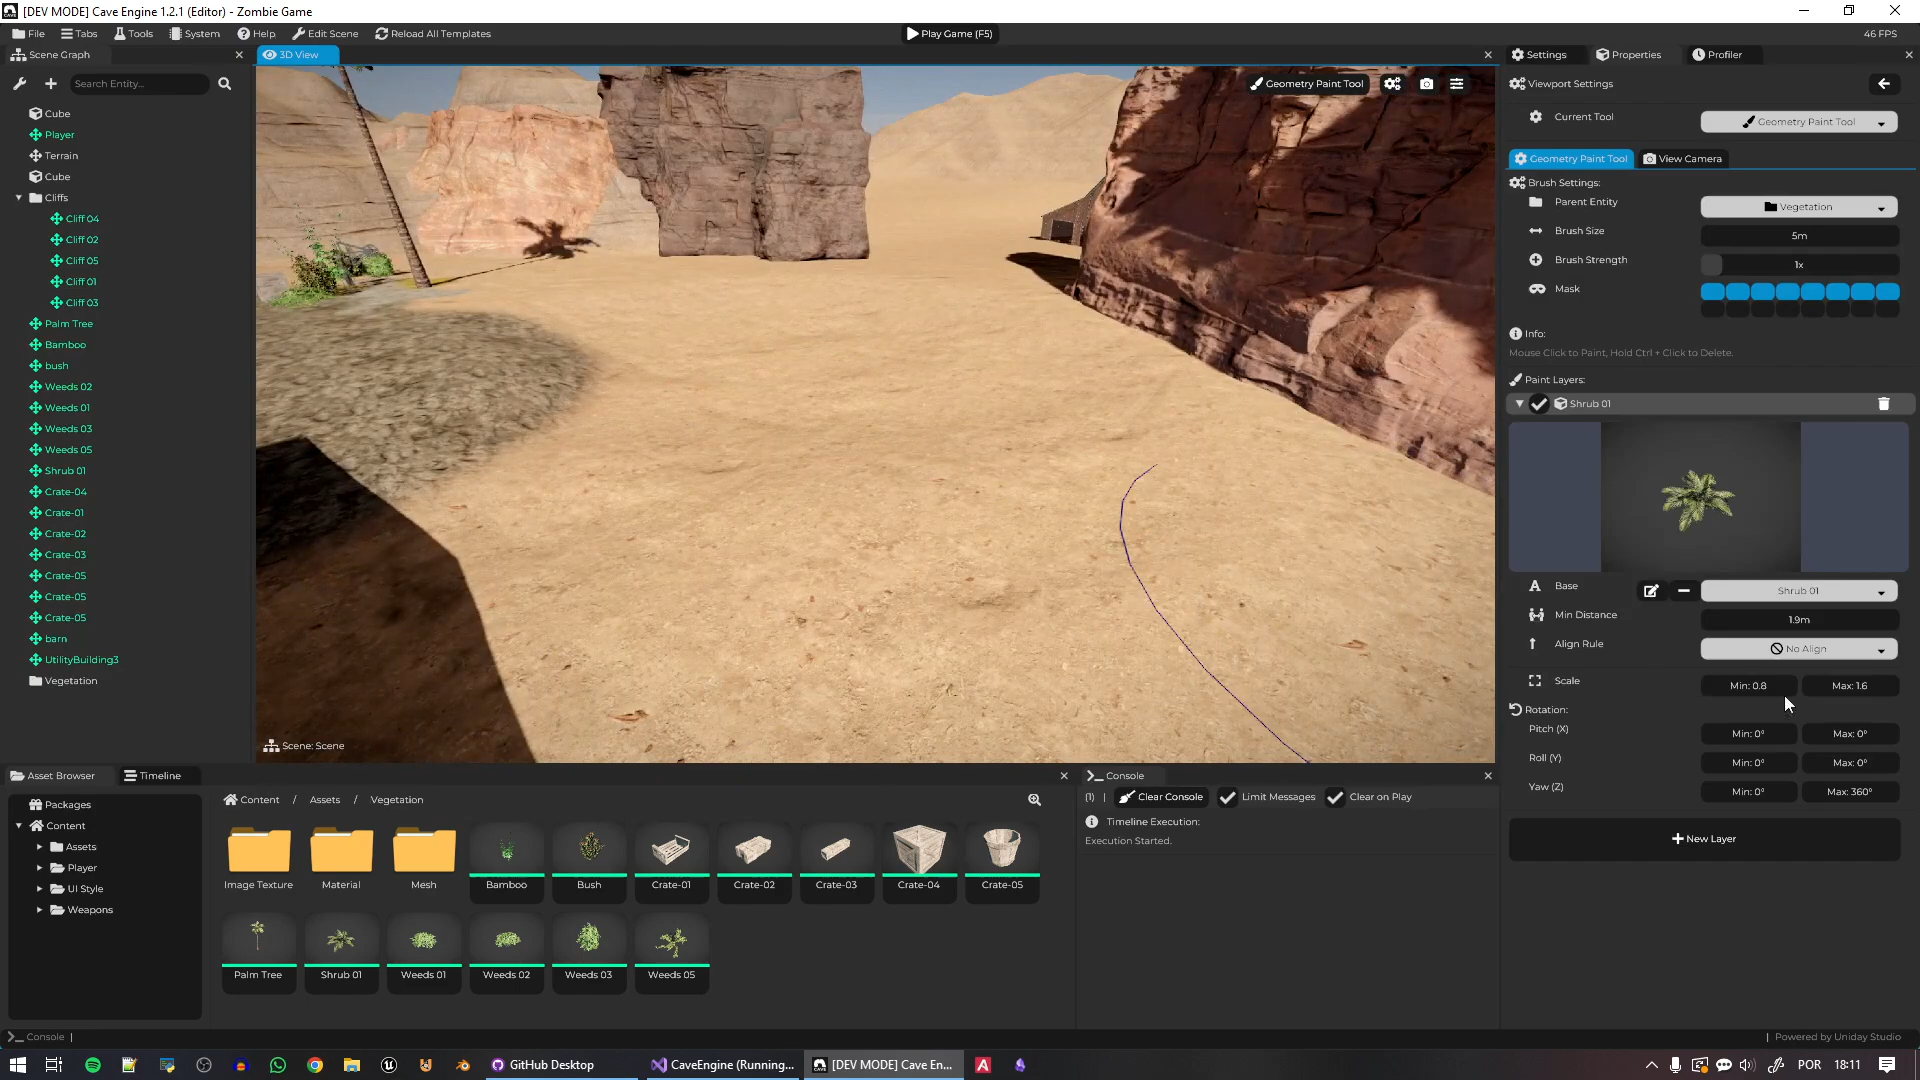 [DEV MODE] Cave Engine 1.2.1 (Editor) - Zombie Game
File
Tabs
Tools
System
Help
Edit Scene
Reload All Templates
Play Game (F5)
46 FPS
Scene Graph
Search Entity...
Cube
Player
Terrain
Cube
Cliffs
Cliff 04
Cliff 02
Cliff 05
Cliff 01
Cliff 03
Palm Tree
Bamboo
bush
Weeds 02
Weeds 01
Weeds 03
Weeds 05
Shrub 01
Crate-04
Crate-01
Crate-02
Crate-03
Crate-05
Crate-05
Crate-05
barn
UtilityBuilding3
Vegetation
3D View
Geometry Paint Tool
Scene: Scene
Settings
Properties
Profiler
Viewport Settings
Current Tool
Geometry Paint Tool
Geometry Paint Tool
View Camera
Brush Settings:
Parent Entity
Vegetation
Brush Size
5m
Brush Strength
1x
Mask
Info:
Mouse Click to Paint, Hold Ctrl + Click to Delete.
Paint Layers:
Shrub 01
Base
Shrub 01
Min Distance
1.9m
Align Rule
No Align
Scale
Min: 0.8
Max: 1.6
Rotation:
Pitch (X)
Min: 0°
Max: 0°
Roll (Y)
Min: 0°
Max: 0°
Yaw (Z)
Min: 0°
Max: 360°
New Layer
Asset Browser
Timeline
Packages
Content
Assets
Player
UI Style
Weapons
Content / Assets / Vegetation
Image Texture
Material
Mesh
Bamboo
Bush
Crate-01
Crate-02
Crate-03
Crate-04
Crate-05
Palm Tree
Shrub 01
Weeds 01
Weeds 02
Weeds 03
Weeds 05
Console
(1) |
Clear Console
Limit Messages
Clear on Play
Timeline Execution:
Execution Started.
Console |
Powered by Uniday Studio
GitHub Desktop
CaveEngine (Running...
[DEV MODE] Cave En...
POR
18:11